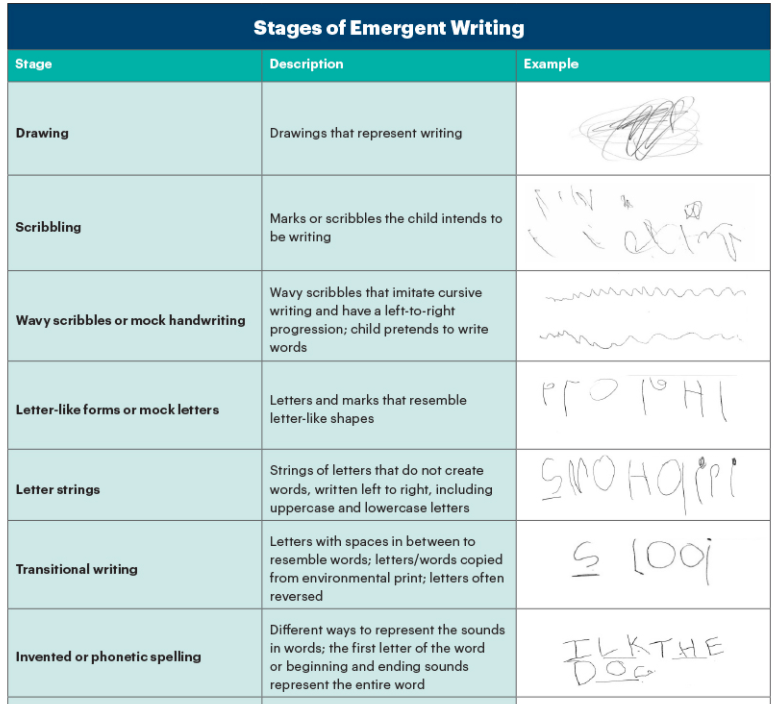 Stages of Emergent Writing
Stage Description Example
Drawing
Drawings that represent writing
Scribbling
Marks or scribbles the child intends to
be writing
Wavy scribbles or mock handwriting
Wavy scribbles that imitate cursive
writing and have a left-to-right
progression; child pretends to write
words
Letter-like forms or mock letters
Letters and marks that resemble
letter-like shapes
Letter strings
Strings of letters that do not create
words, written left to right, including
uppercase and lowercase letters
Transitional writing
Letters with spaces in between to
resemble words; letters/words copied
from environmental print; letters often
reversed
Invented or phonetic spelling
Different ways to represent the sounds
in words; the first letter of the word
or beginning and ending sounds
represent the entire word
ILKTHE
DOG